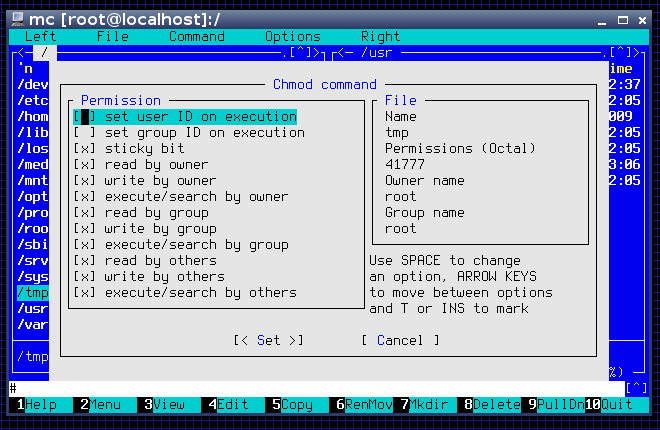 mc [root@localhost]:/
Left File Command Options Right
<─ / .[^]>┐┌<─ /usr .[^]>
'n ime
/dev 2:37
/etc 2:05
/hom 009
/lib 2:05
/los 2:05
/med 3:06
/mnt 2:05
/opt
/pro
/roo
/sbi
/srv
/sys
/tmp
/usr
/var
/tmp
%)
Chmod command
Permission
[ ] set user ID on execution
[ ] set group ID on execution
[x] sticky bit
[x] read by owner
[x] write by owner
[x] execute/search by owner
[x] read by group
[x] write by group
[x] execute/search by group
[x] read by others
[x] write by others
[x] execute/search by others
File
Name
tmp
Permissions (Octal)
41777
Owner name
root
Group name
root
Use SPACE to change
an option, ARROW KEYS
to move between options
and T or INS to mark
[< Set >] [ Cancel ]
# [^]
1Help 2Menu 3View 4Edit 5Copy 6RenMov 7Mkdir 8Delete 9PullDn 10Quit